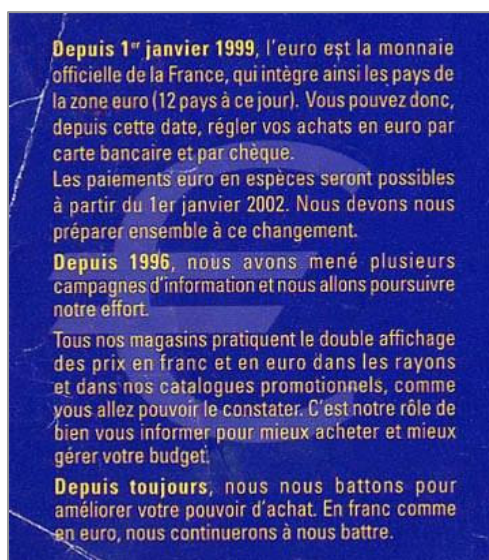 Depuis 1er janvier 1999, l'euro est la monnaie
officielle de la France, qui intègre ainsi les pays de
la zone euro (12 pays à ce jour). Vous pouvez donc,
depuis cette date, régler vos achats en euro par
carte bancaire et par chèque.
Les paiements euro en espèces seront possibles
à partir du 1er janvier 2002. Nous devons nous
préparer ensemble à ce changement.
Depuis 1996, nous avons mené plusieurs
campagnes d'information et nous allons poursuivre
notre effort.
Tous nos magasins pratiquent le double affichage
des prix en franc et en euro dans les rayons
et dans nos catalogues promotionnels, comme
vous allez pouvoir le constater. C'est notre rôle de
bien vous informer pour mieux acheter et mieux
gérer votre budget.
Depuis toujours, nous nous battons pour
améliorer votre pouvoir d'achat. En franc comme
en euro, nous continuerons à nous battre.